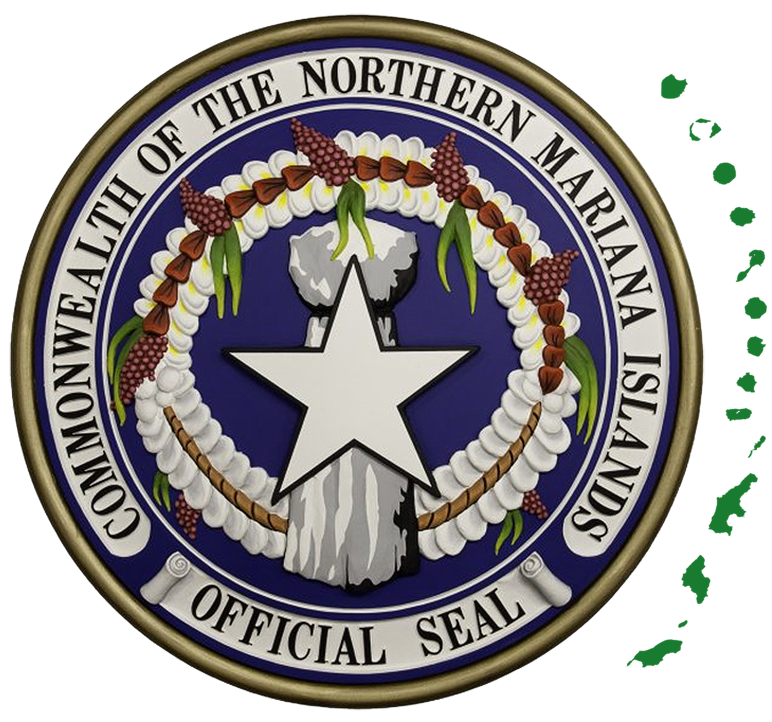 COMMONWEALTH OF THE NORTHERN MARIANA ISLANDS
OFFICIAL SEAL